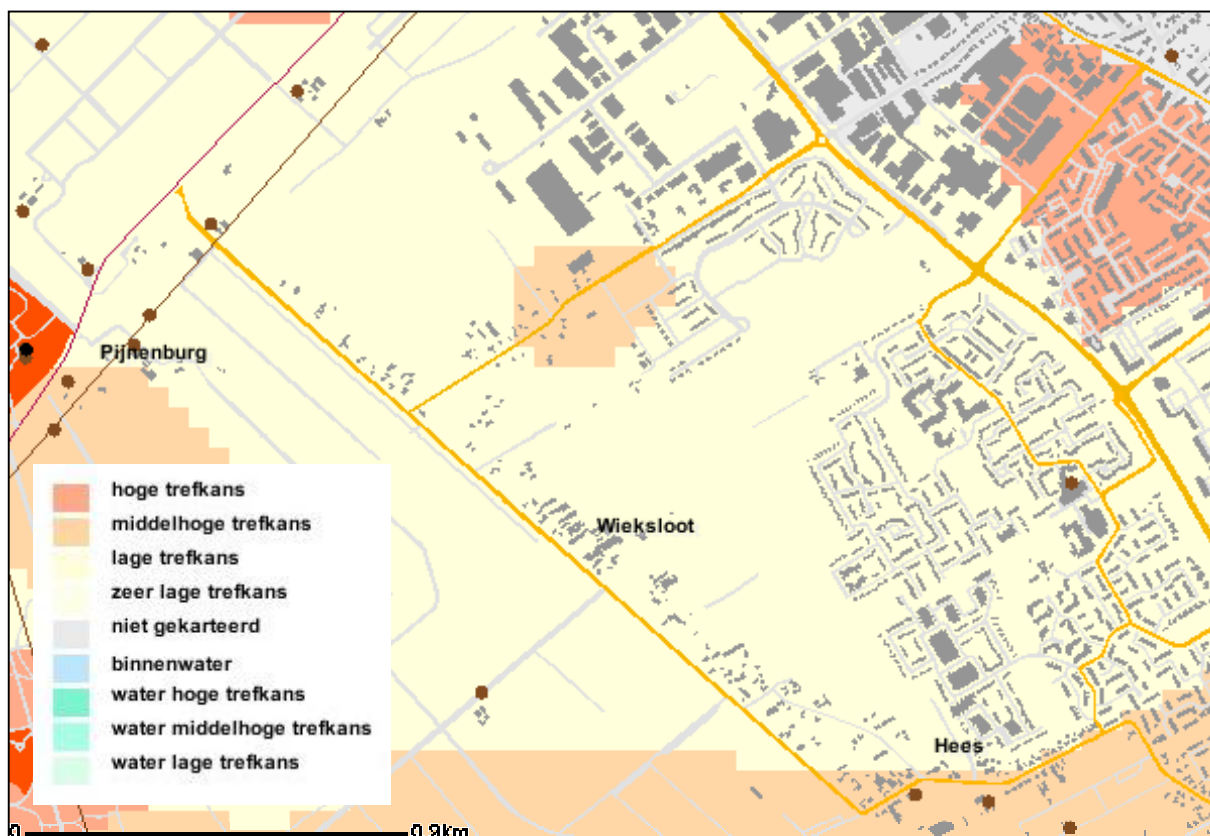 Pijnenburg
hoge trefkans
middelhoge trefkans
lage trefkans
zeer lage trefkans
niet gekarteerd
binnenwater
water hoge trefkans
water middelhoge trefkans
water lage trefkans
Wieksloot
Hees
0 0.9km